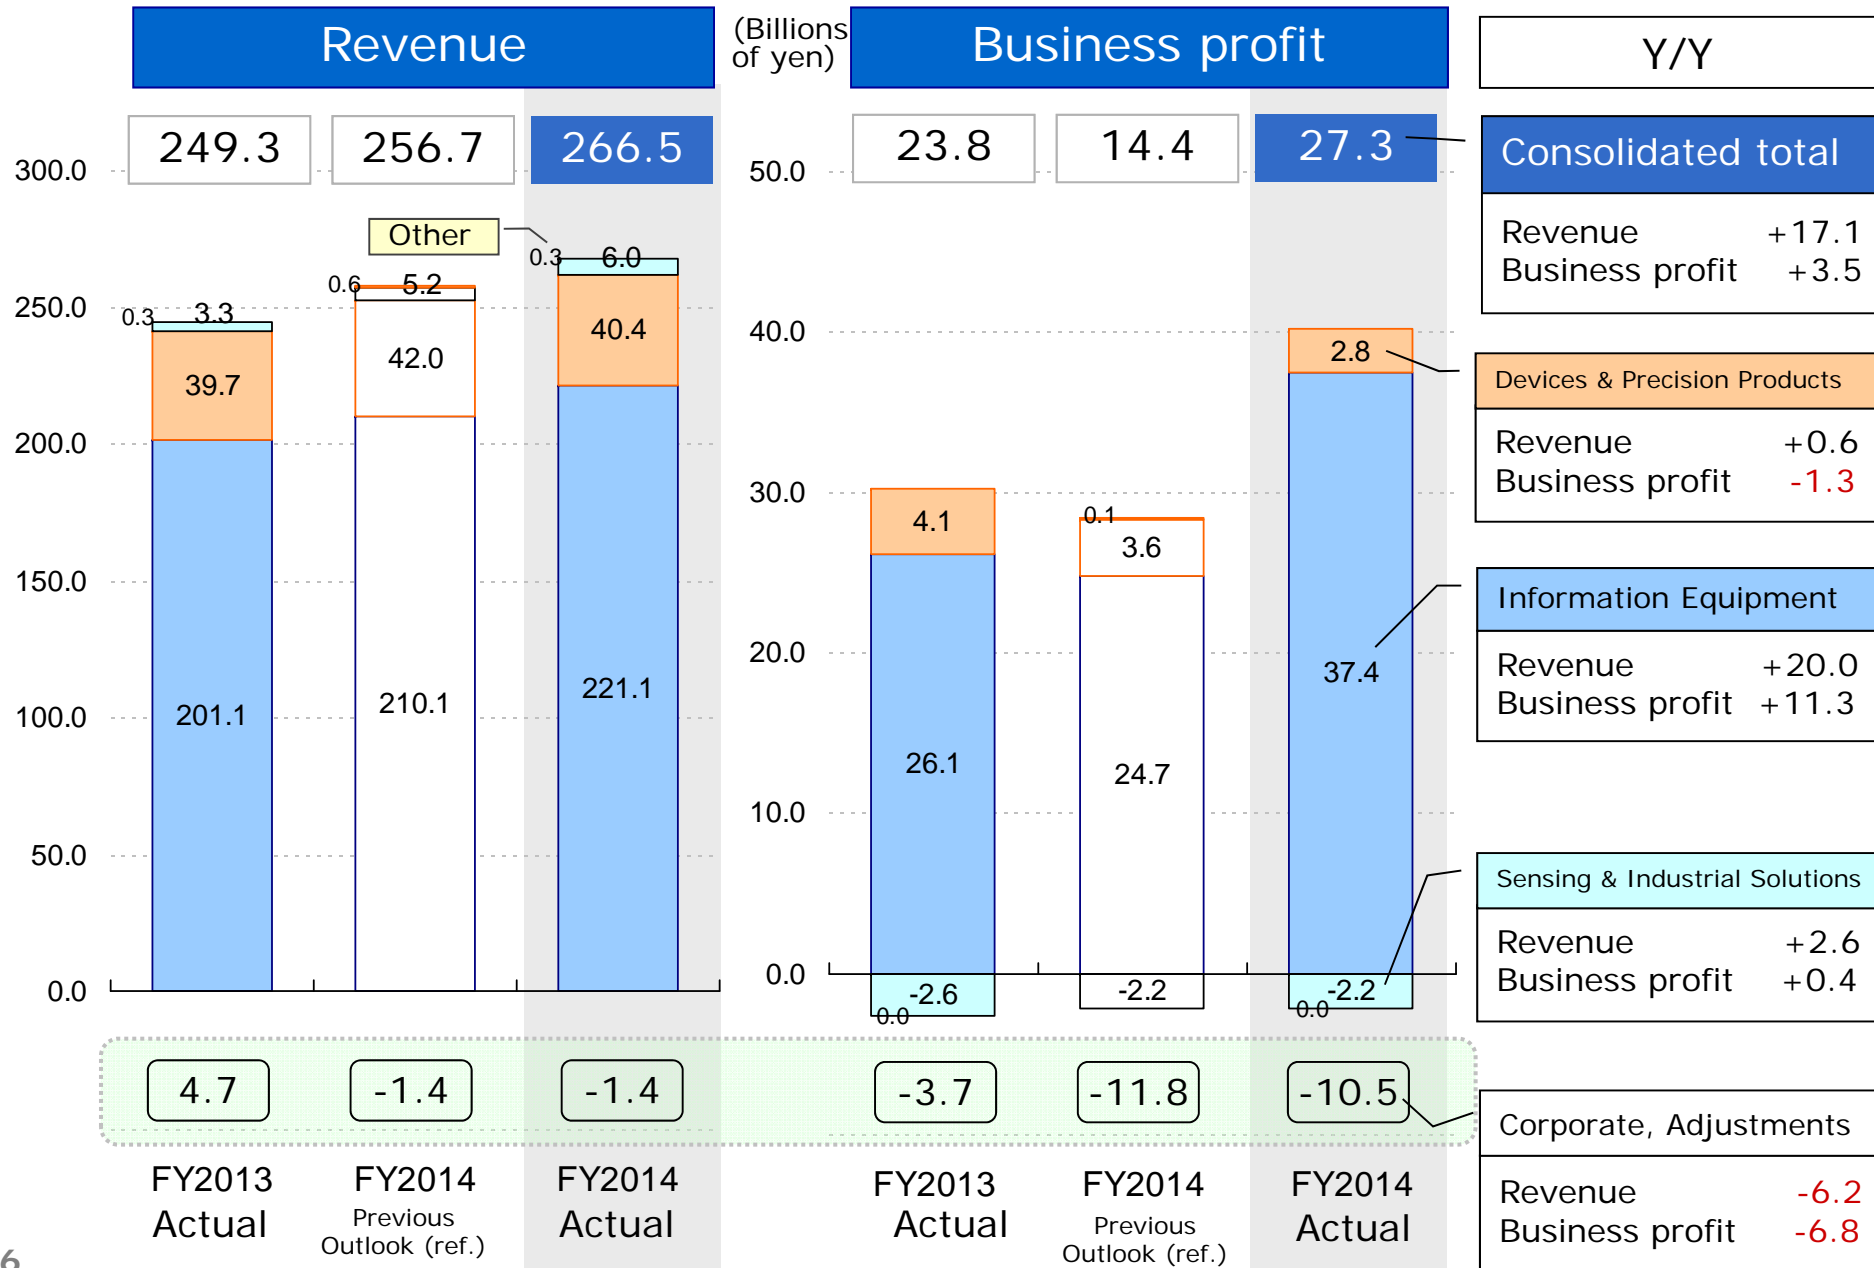 Revenue
(Billions
of yen)
Business profit
Y/Y
249.3
256.7
266.5
23.8
14.4
27.3
Consolidated total
Revenue +17.1
Business profit +3.5
300.0
250.0
200.0
150.0
100.0
50.0
0.0
Other
0.3
3.3
39.7
201.1
0.6
5.2
42.0
210.1
0.3
6.0
40.4
221.1
50.0
40.0
30.0
20.0
10.0
0.0
4.1
26.1
-2.6
0.0
0.1
3.6
24.7
-2.2
2.8
37.4
-2.2
0.0
Devices & Precision Products
Revenue +0.6
Business profit -1.3
Information Equipment
Revenue +20.0
Business profit +11.3
Sensing & Industrial Solutions
Revenue +2.6
Business profit +0.4
4.7
-1.4
-1.4
-3.7
-11.8
-10.5
Corporate, Adjustments
Revenue -6.2
Business profit -6.8
FY2013
Actual
FY2014
Previous
Outlook (ref.)
FY2014
Actual
FY2013
Actual
FY2014
Previous
Outlook (ref.)
FY2014
Actual
6